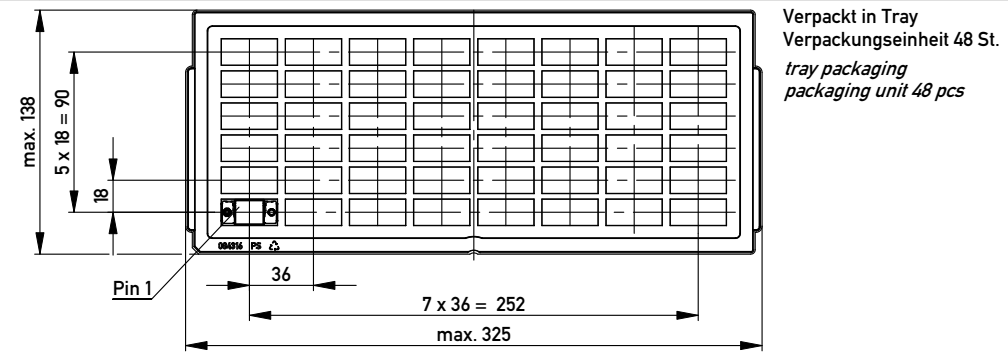 Verpackt in Tray
Verpackungseinheit 48 St.
tray packaging
packaging unit 48 pcs
max. 138
5 x 18 = 90
18
084316 PS
Pin 1
36
7 x 36 = 252
max. 325